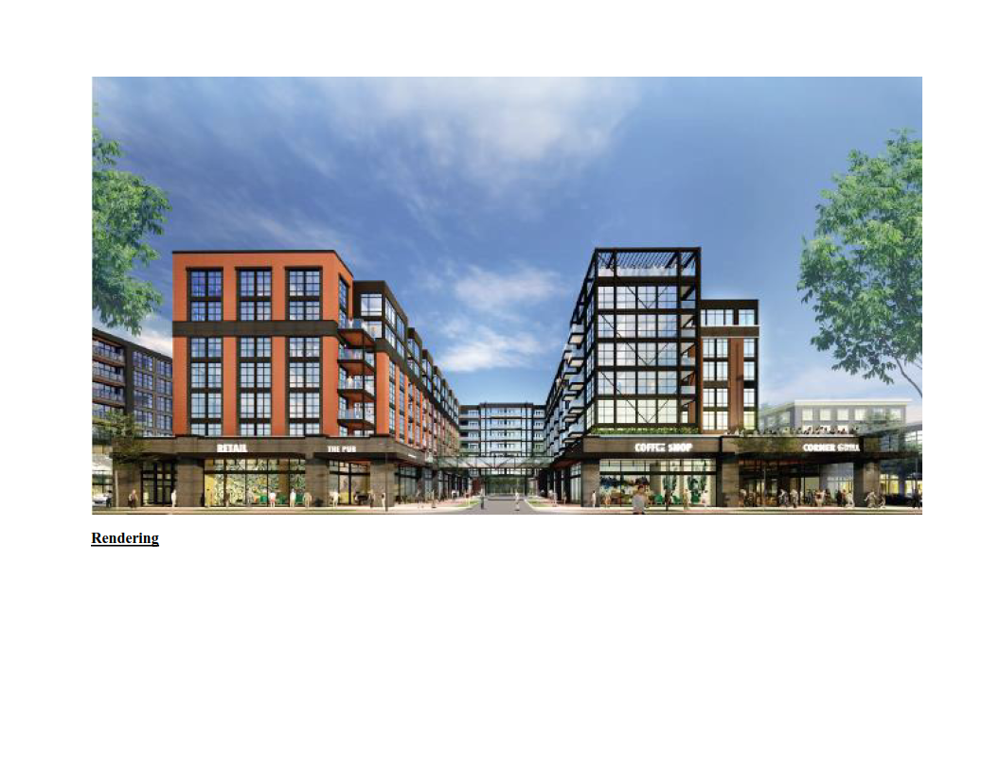 RETAIL
THE PUB
COFFEE SHOP
CORNER GRILL
Rendering